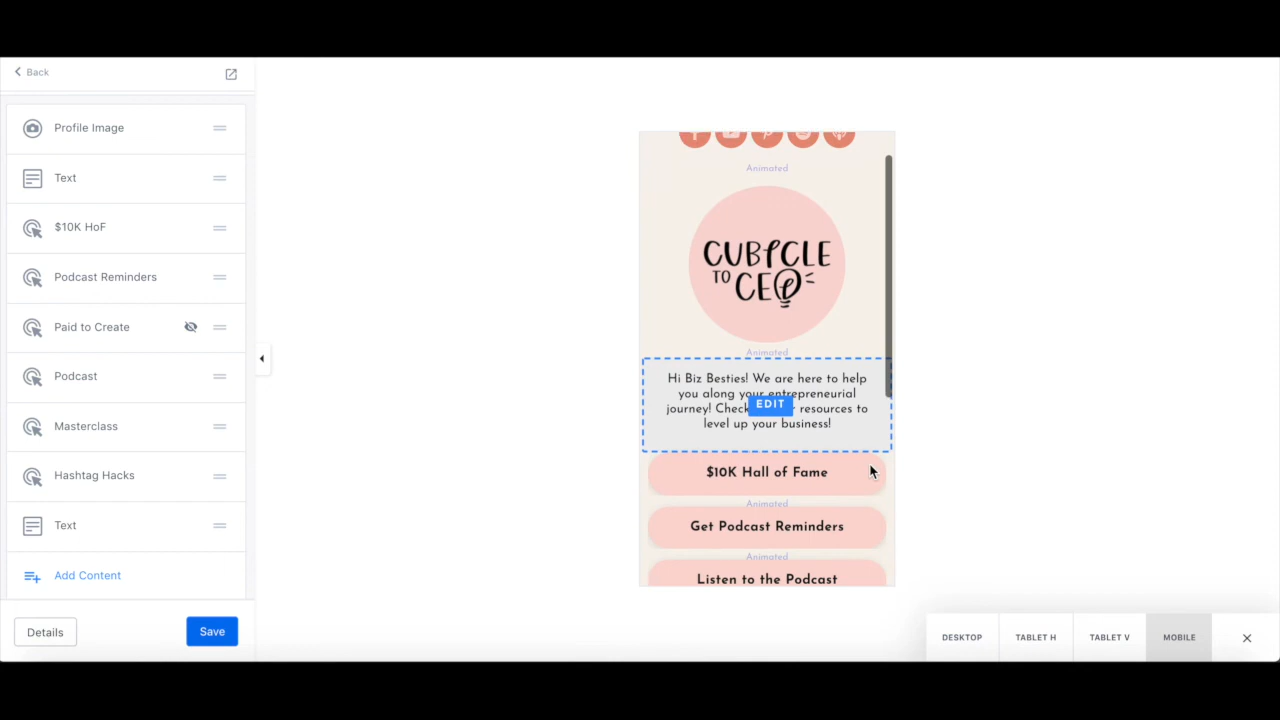 Back
Profile Image
Text
$10K HoF
Podcast Reminders
Paid to Create
Podcast
Masterclass
Hashtag Hacks
Text
Add Content
Details
Save
Animated
CUBICLE
TO CEO
Animated
Hi Biz Besties! We are here to help
you along your entrepreneurial
journey! Check resources to
EDIT
level up your business!
$10K Hall of Fame
Animated
Get Podcast Reminders
Animated
Listen to the Podcast
DESKTOP
TABLET H
TABLET V
MOBILE